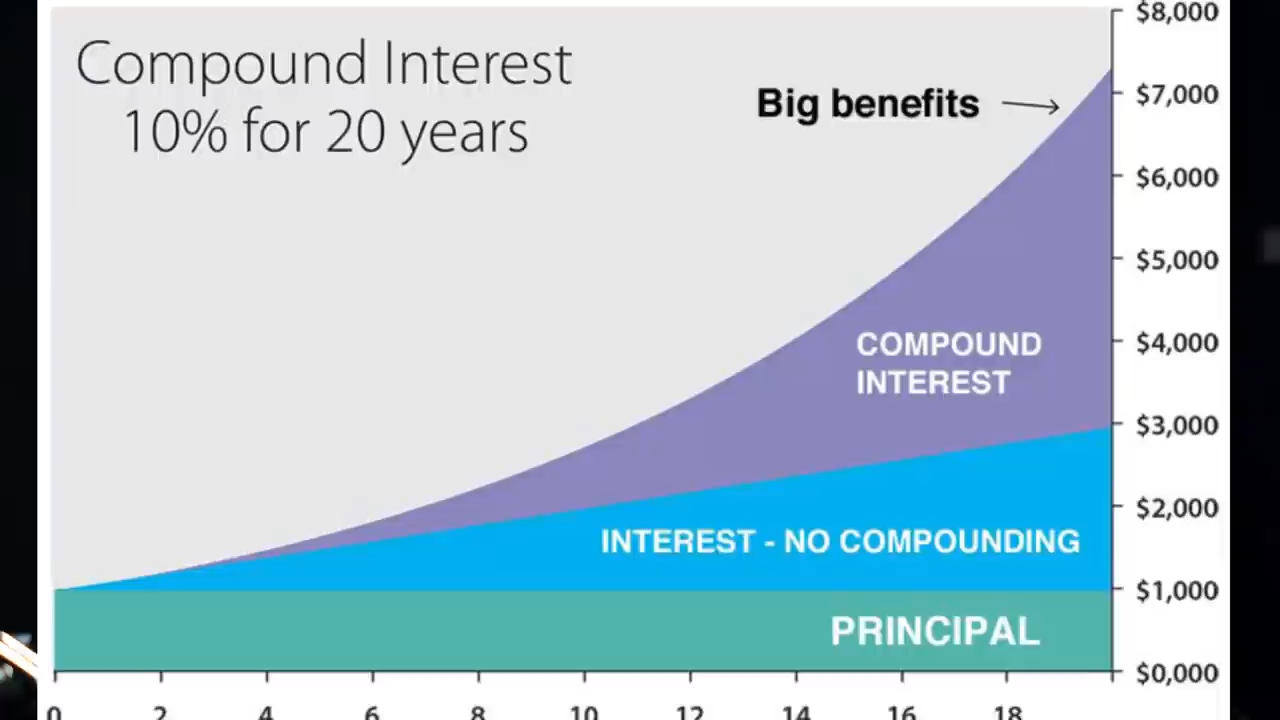 Compound Interest
10% for 20 years
Big benefits
$8,000
$7,000
$6,000
$5,000
$4,000
$3,000
$2,000
$1,000
$0,000
COMPOUND
INTEREST
INTEREST - NO COMPOUNDING
PRINCIPAL
0 2 4 6 8 10 12 14 16 18